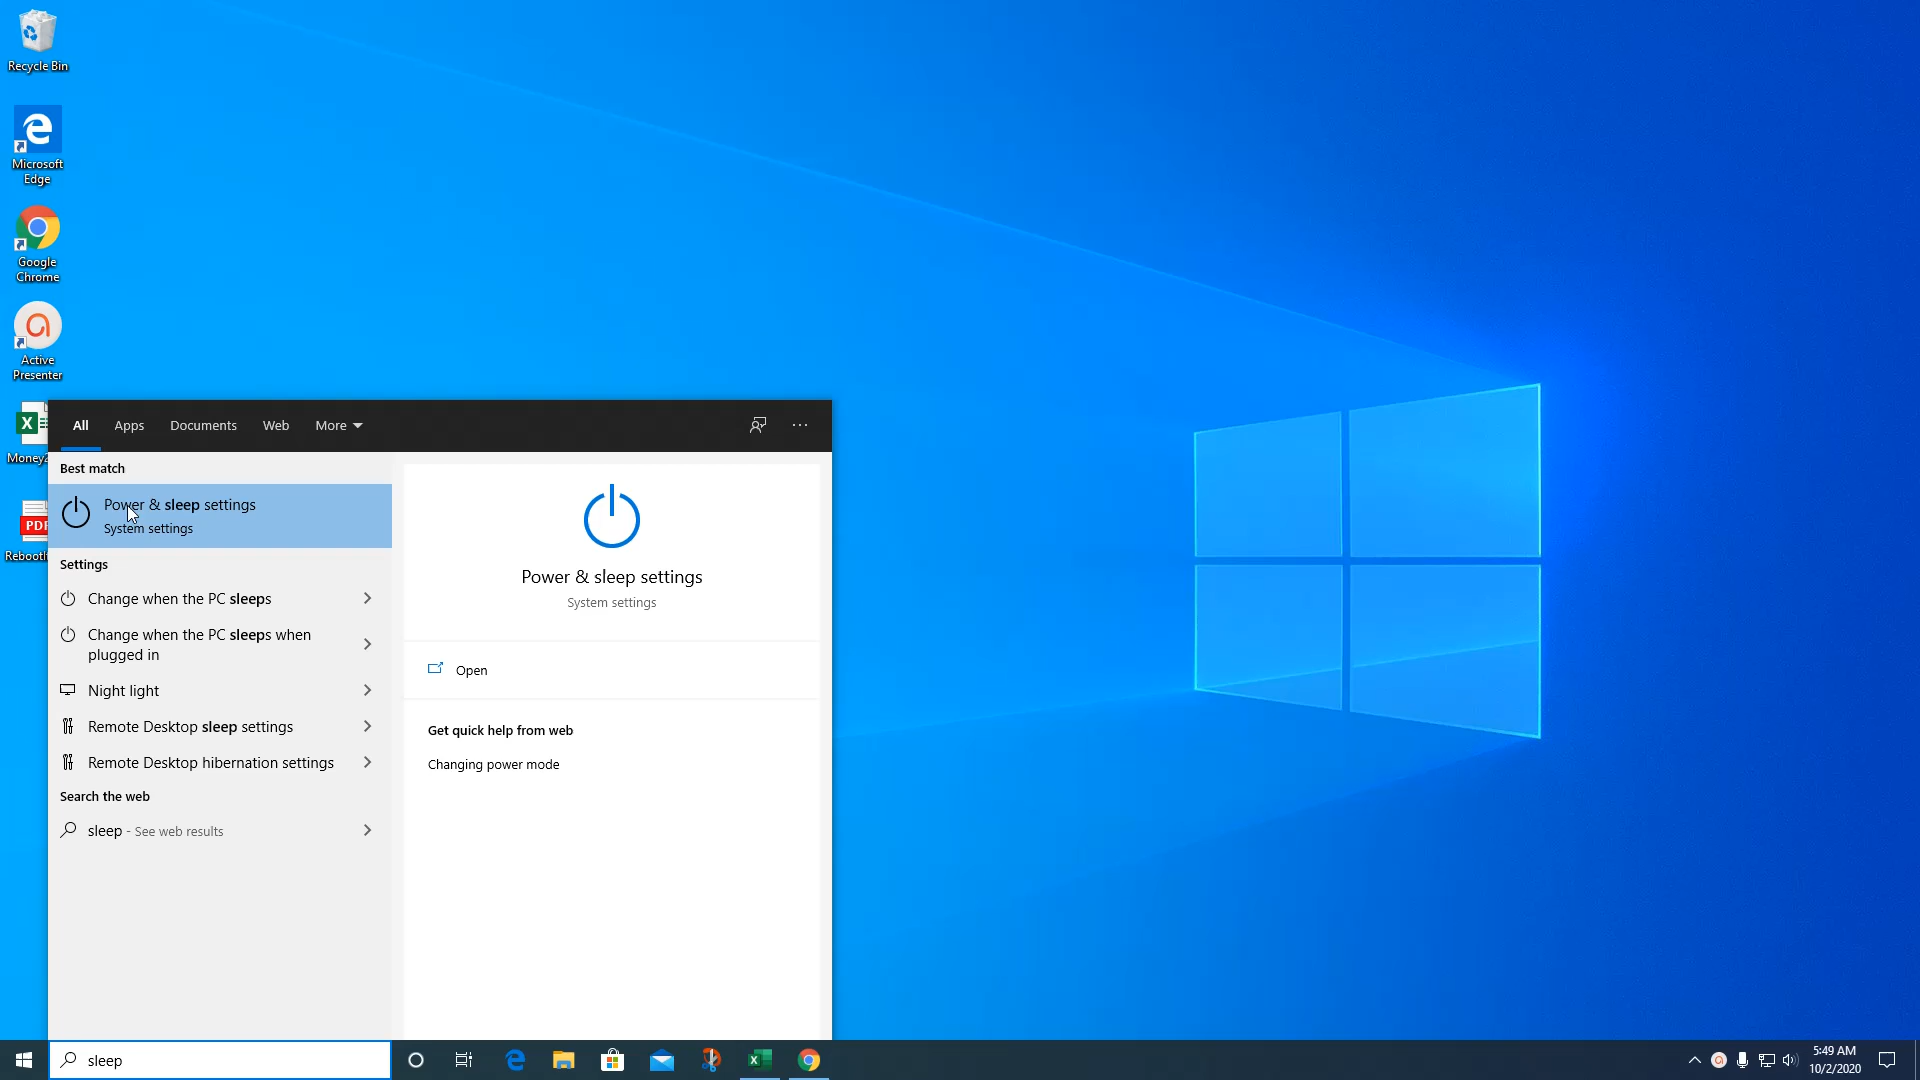 Recycle Bin
Microsoft
Edge
Google
Chrome
Active
Presenter
All Apps Documents Web More
Best match
Power & sleep settings
System settings
Settings
Change when the PC sleeps
Change when the PC sleeps when
plugged in
Night light
Remote Desktop sleep settings
Remote Desktop hibernation settings
Search the web
sleep - See web results
Power & sleep settings
System settings
Open
Get quick help from web
Changing power mode
PDF
sleep
5:49 AM
10/2/2020